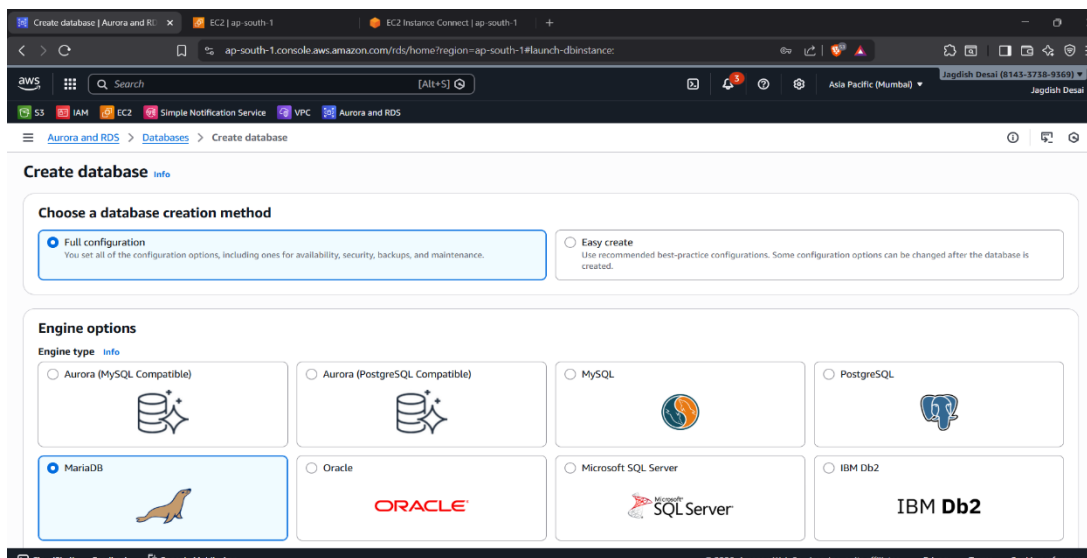 Create database | Aurora and RD
EC2 | ap-south-1
EC2 Instance Connect | ap-south-1
ap-south-1.console.aws.amazon.com/rds/home?region=ap-south-1#launch-dbinstance:
aws
Search
[Alt+S]
3
Asia Pacific (Mumbai)
Jagdish Desai (8143-3738-9369)
Jagdish Desai
S3
IAM
EC2
Simple Notification Service
VPC
Aurora and RDS
Aurora and RDS > Databases > Create database
Create database Info
Choose a database creation method
Full configuration
You set all of the configuration options, including ones for availability, security, backups, and maintenance.
Easy create
Use recommended best-practice configurations. Some configuration options can be changed after the database is
created.
Engine options
Engine type Info
Aurora (MySQL Compatible)
Aurora (PostgreSQL Compatible)
MySQL
PostgreSQL
MariaDB
Oracle
ORACLE
Microsoft SQL Server
Microsoft
SQL Server
IBM Db2
IBM Db2